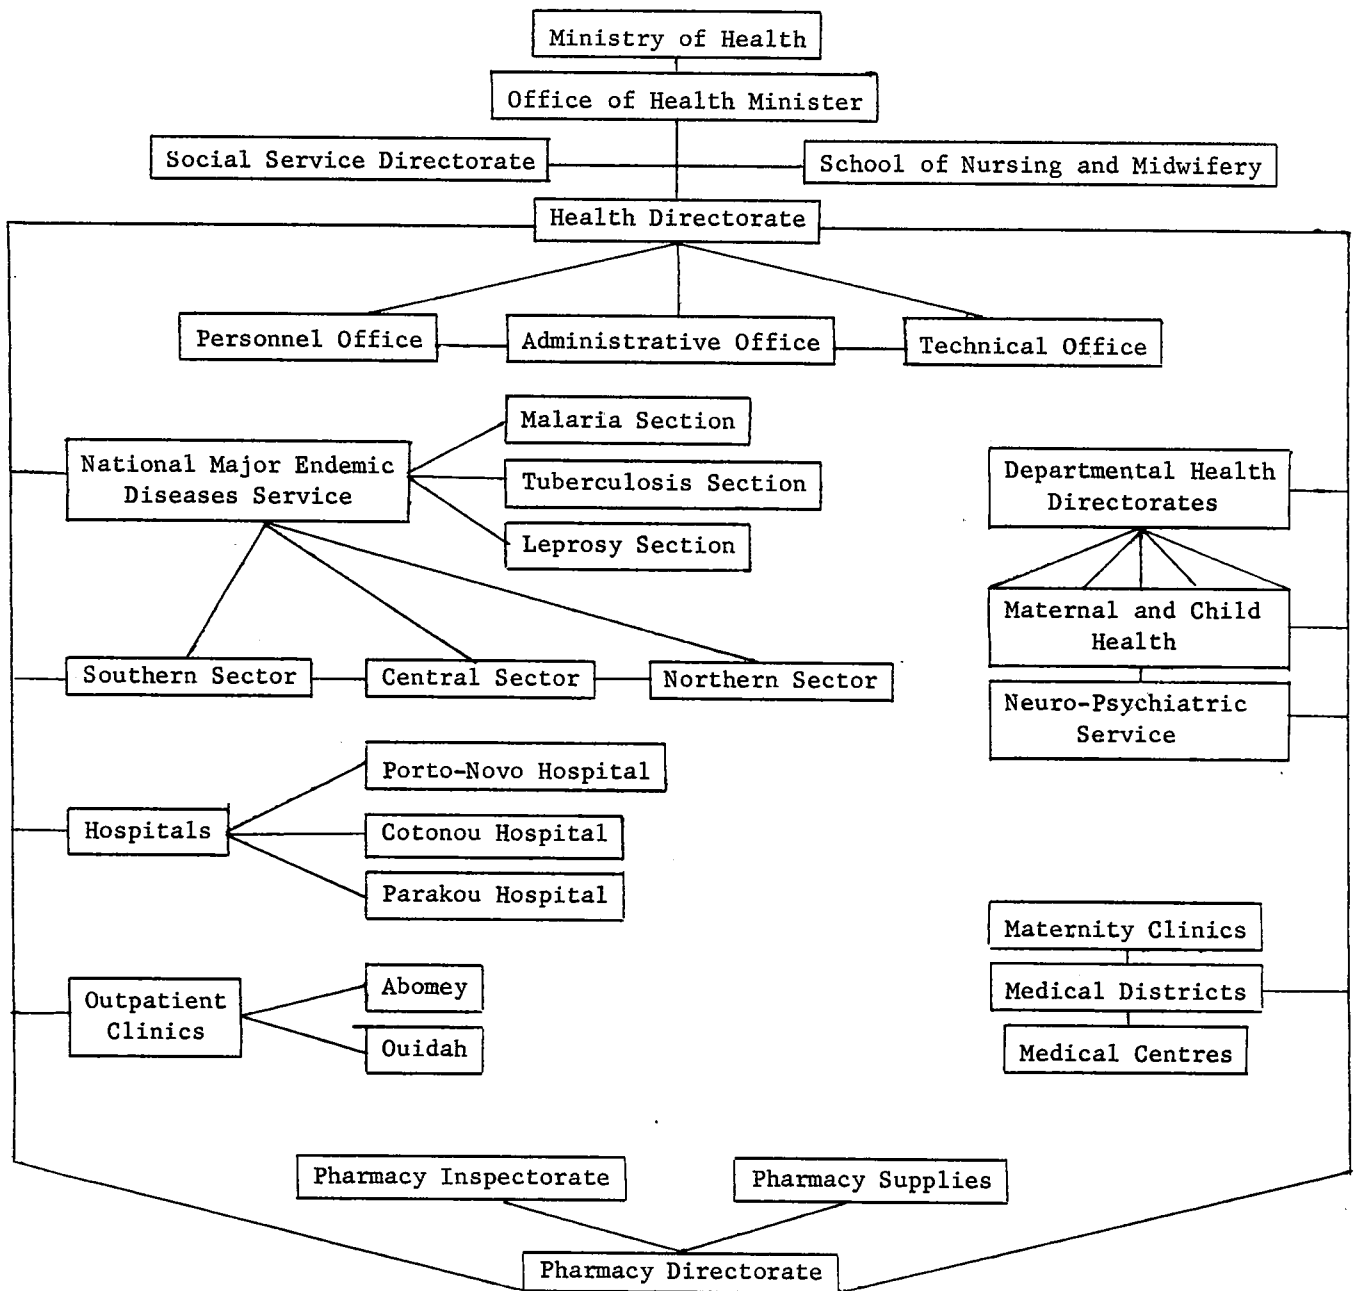 Ministry of Health
Office of Health Minister
Social Service Directorate
School of Nursing and Midwifery
Health Directorate
Personnel Office
Administrative Office
Technical Office
Malaria Section
National Major Endemic
Diseases Service
Tuberculosis Section
Leprosy Section
Departmental Health
Directorates
Maternal and Child
Health
Southern Sector
Central Sector
Northern Sector
Neuro-Psychiatric
Service
Porto-Novo Hospital
Hospitals
Cotonou Hospital
Parakou Hospital
Maternity Clinics
Medical Districts
Medical Centres
Outpatient
Clinics
Abomey
Ouidah
Pharmacy Inspectorate
Pharmacy Supplies
Pharmacy Directorate